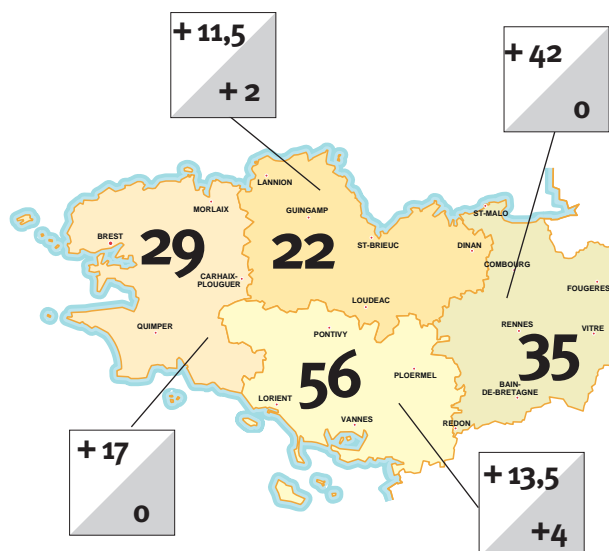 + 11,5
+ 2
+ 42
0
LANNION
MORLAIX
GUINGAMP
ST-MALO
BREST
29
22
ST-BRIEUC
DINAN
COMBOURG
CARHAIX-
PLOUGUER
FOUGERES
LOUDEAC
QUIMPER
PONTIVY
RENNES
VITRE
56
35
PLOERMEL
BAIN-
DE-BRETAGNE
LORIENT
VANNES
REDON
+ 17
0
+ 13,5
+4